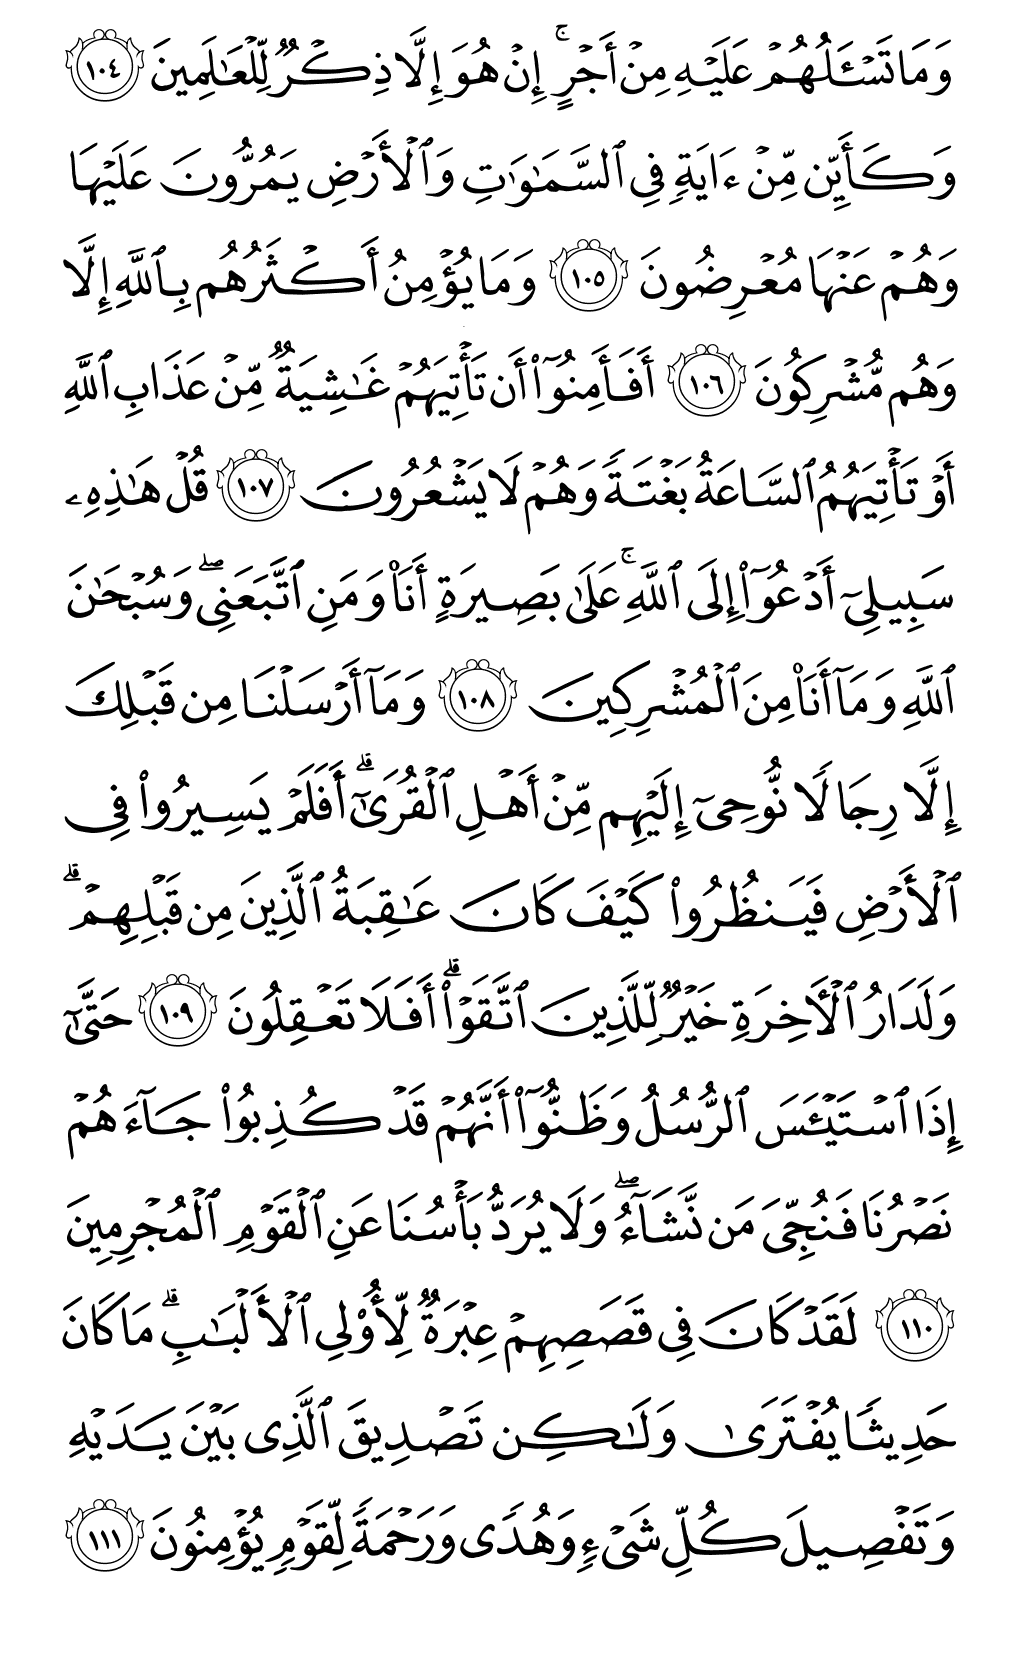 وَمَا تَسْـَٔلُهُمْ عَلَيْهِ مِنْ أَجْرٍ ۚ إِنْ هُوَ إِلَّا ذِكْرٌ لِّلْعَٰلَمِينَ ١٠٤
وَكَأَيِّن مِّنْ ءَايَةٍ فِى ٱلسَّمَٰوَٰتِ وَٱلْأَرْضِ يَمُرُّونَ عَلَيْهَا
وَهُمْ عَنْهَا مُعْرِضُونَ ١٠٥ وَمَا يُؤْمِنُ أَكْثَرُهُم بِٱللَّهِ إِلَّا
وَهُم مُّشْرِكُونَ ١٠٦ أَفَأَمِنُوٓا۟ أَن تَأْتِيَهُمْ غَٰشِيَةٌ مِّنْ عَذَابِ ٱللَّهِ
أَوْ تَأْتِيَهُمُ ٱلسَّاعَةُ بَغْتَةً وَهُمْ لَا يَشْعُرُونَ ١٠٧ قُلْ هَٰذِهِۦ
سَبِيلِىٓ أَدْعُوٓا۟ إِلَى ٱللَّهِ ۚ عَلَىٰ بَصِيرَةٍ أَنَا۠ وَمَنِ ٱتَّبَعَنِى ۖ وَسُبْحَٰنَ
ٱللَّهِ وَمَآ أَنَا۠ مِنَ ٱلْمُشْرِكِينَ ١٠٨ وَمَآ أَرْسَلْنَا مِن قَبْلِكَ
إِلَّا رِجَالًا نُّوحِىٓ إِلَيْهِم مِّنْ أَهْلِ ٱلْقُرَىٰٓ ۗ أَفَلَمْ يَسِيرُوا۟ فِى
ٱلْأَرْضِ فَيَنظُرُوا۟ كَيْفَ كَانَ عَٰقِبَةُ ٱلَّذِينَ مِن قَبْلِهِمْ ۗ
وَلَدَارُ ٱلْـَٔاخِرَةِ خَيْرٌ لِّلَّذِينَ ٱتَّقَوْا۟ ۗ أَفَلَا تَعْقِلُونَ ١٠٩ حَتَّىٰٓ
إِذَا ٱسْتَيْـَٔسَ ٱلرُّسُلُ وَظَنُّوٓا۟ أَنَّهُمْ قَدْ كُذِبُوا۟ جَآءَهُمْ
نَصْرُنَا فَنُجِّىَ مَن نَّشَآءُ ۖ وَلَا يُرَدُّ بَأْسُنَا عَنِ ٱلْقَوْمِ ٱلْمُجْرِمِينَ
١١٠ لَقَدْ كَانَ فِى قَصَصِهِمْ عِبْرَةٌ لِّأُو۟لِى ٱلْأَلْبَٰبِ ۗ مَا كَانَ
حَدِيثًا يُفْتَرَىٰ وَلَٰكِن تَصْدِيقَ ٱلَّذِى بَيْنَ يَدَيْهِ
وَتَفْصِيلَ كُلِّ شَىْءٍ وَهُدًى وَرَحْمَةً لِّقَوْمٍ يُؤْمِنُونَ ١١١